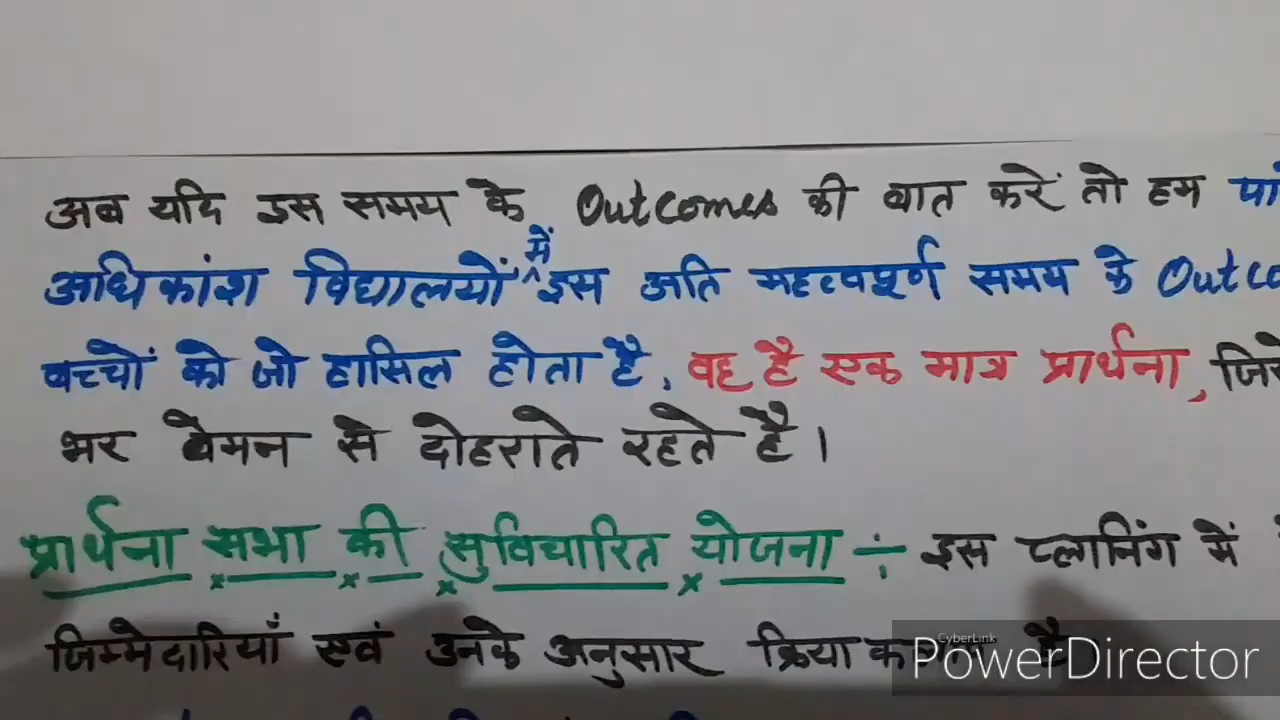 अब यदि इस समय के Outcomes की बात करें तो हम
अधिकांश विद्यालयों में इस अति महत्वपूर्ण समय के
बच्चों को जो हासिल होता है, वह है एक मात्र प्रार्थना,
भर बेमन से दोहराते रहते है।
प्रार्थना सभा की सुविचारित योजना ÷ इस प्लानिंग में
जिम्मेदारियाँ एवं उनके अनुसार क्रिया है
CyberLink
PowerDirector